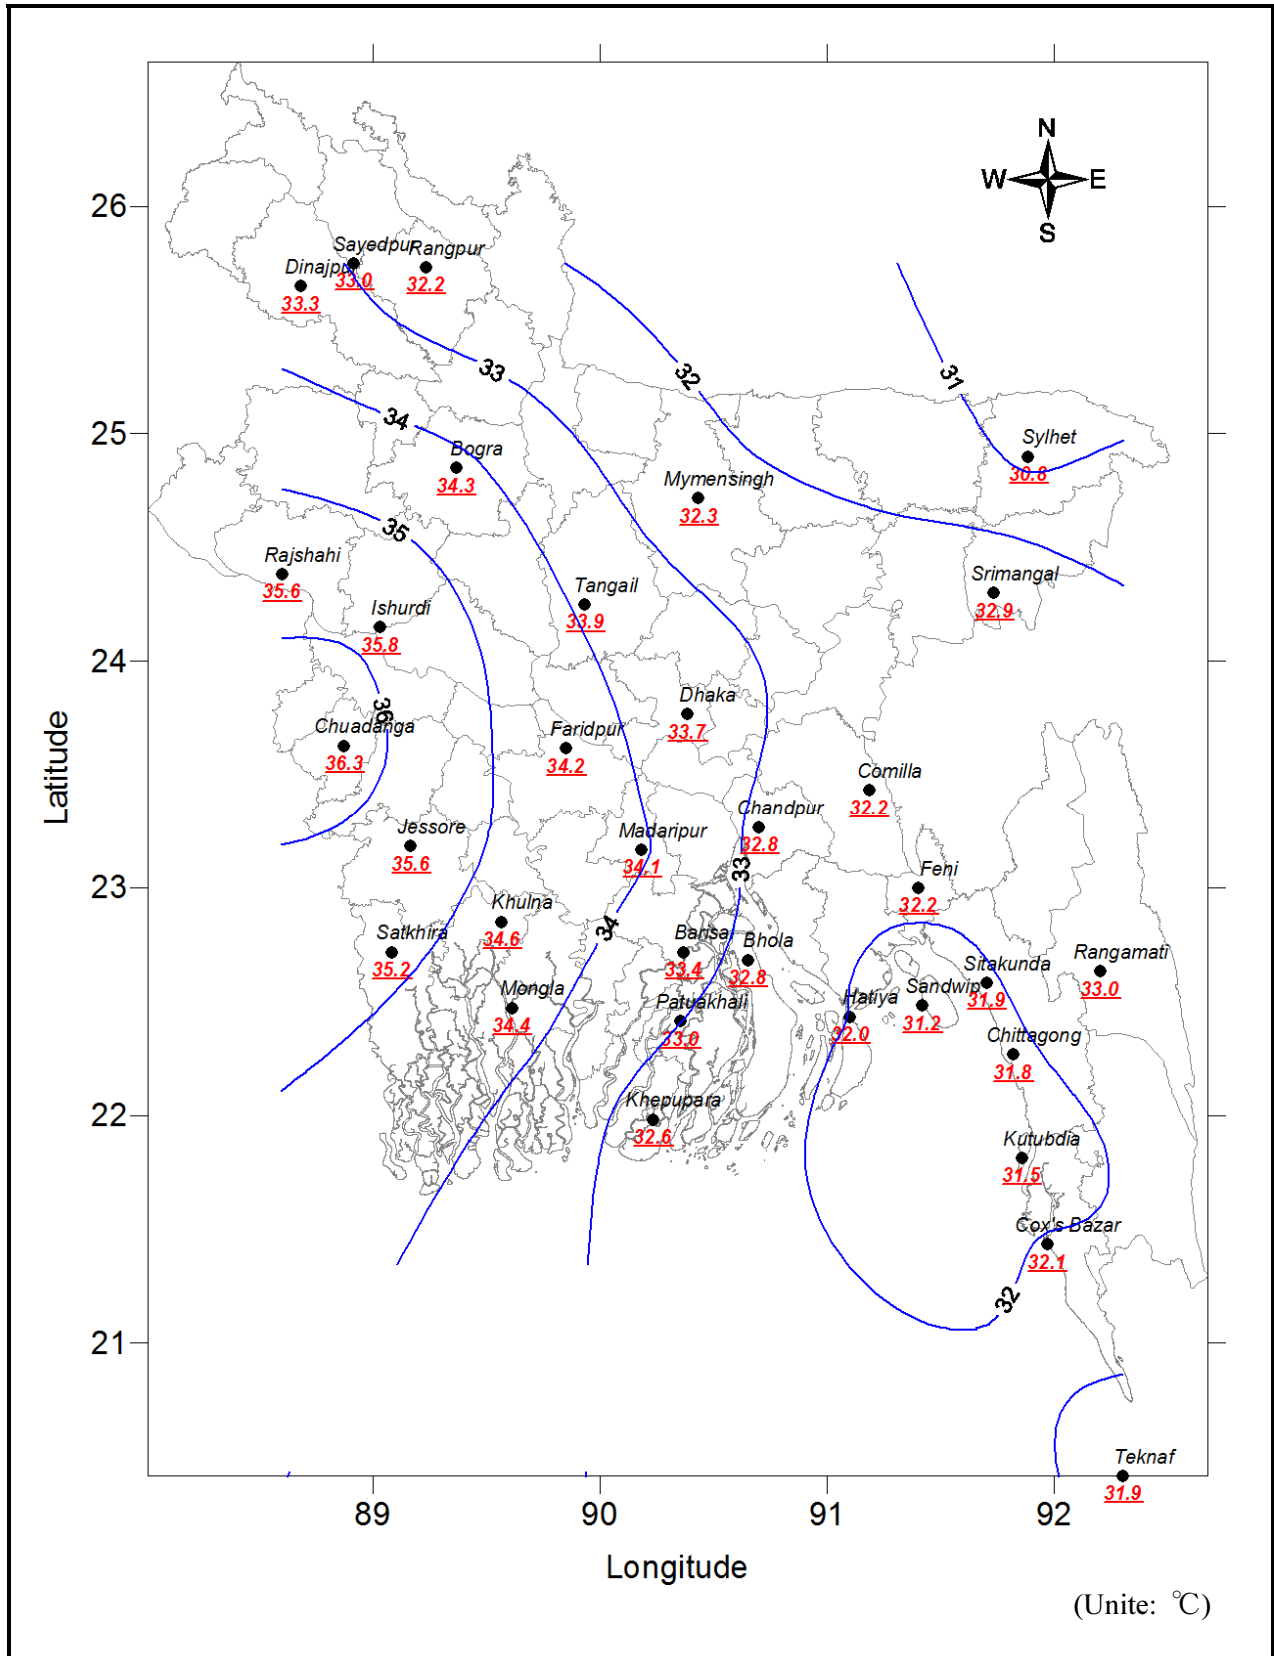 N
W E
S
26
Sayedpur Rangpur
Dinajpur
33.0 32.2
33.3
33
32
31
34
25
Sylhet
Bogra
30.8
34.3
Mymensingh
32.3
35
Rajshahi
35.6
Srimangal
32.9
Ishurdi
Tangail
33.9
35.8
24
36
Dhaka
33.7
Chuadanga
36.3
Faridpur
34.2
Comilla
32.2
Chandpur
32.8
Jessore
35.6
Madaripur
34.1
33
23
Feni
32.2
Khulna
34.6
34
Satkhira
35.2
Barisal
33.4
Bhola
32.8
Rangamati
33.0
Sitakunda
31.9
Sandwip
31.2
Hatiya
32.0
Mongla
34.4
Patuakhali
33.0
Chittagong
31.8
22
Khepupara
32.6
Kutubdia
31.5
Cox's Bazar
32.1
32
21
Teknaf
31.9
89 90 91 92
Latitude
Longitude
(Unite: ℃)